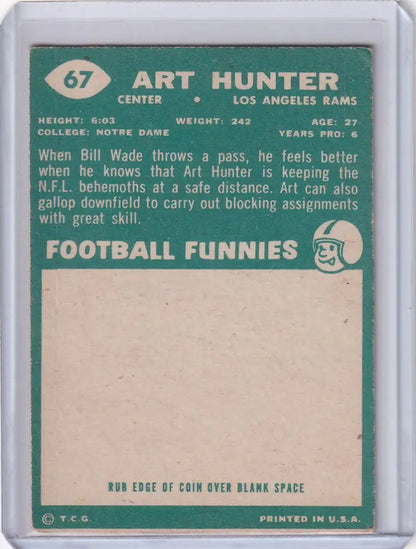 67 ART HUNTER
CENTER • LOS ANGELES RAMS
HEIGHT: 6:03 WEIGHT: 242 AGE: 27
COLLEGE: NOTRE DAME YEARS PRO: 6
When Bill Wade throws a pass, he feels better
when he knows that Art Hunter is keeping the
N.F.L. behemoths at a safe distance. Art can also
gallop downfield to carry out blocking assignments
with great skill.
FOOTBALL FUNNIES
RUB EDGE OF COIN OVER BLANK SPACE
© T.C.G. PRINTED IN U.S.A.